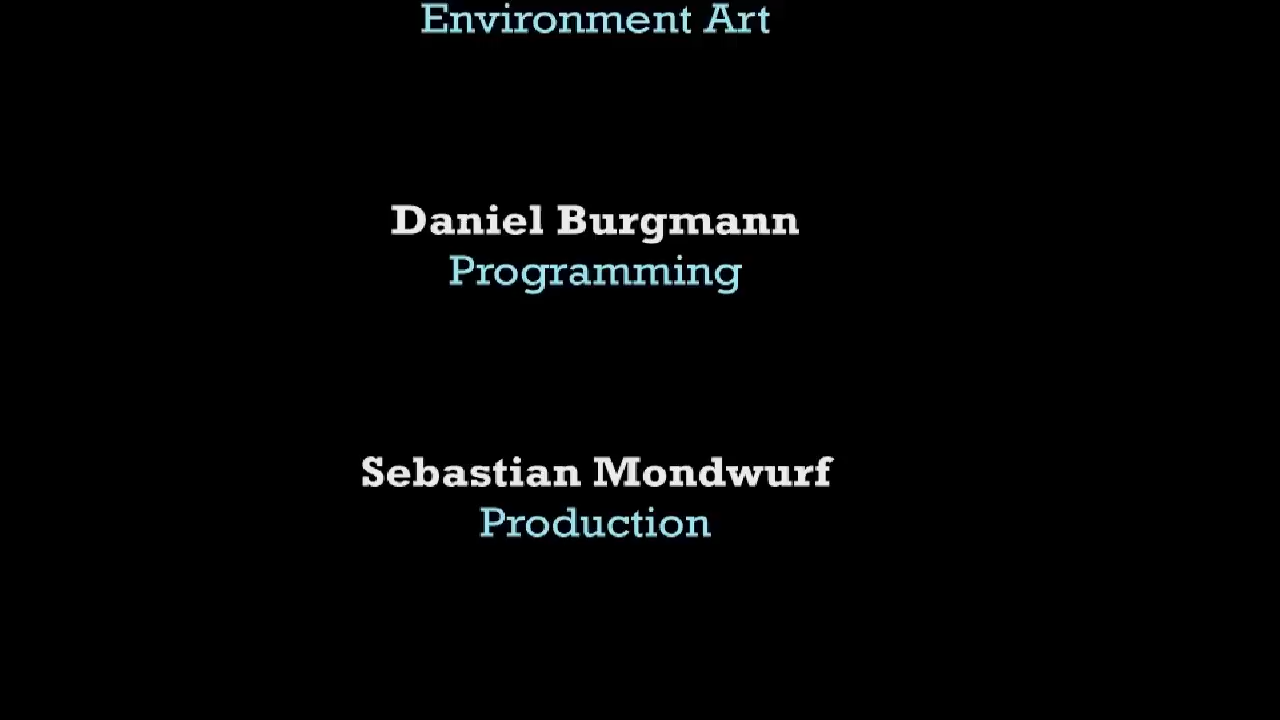 Environment Art
Daniel Burgmann
Programming
Sebastian Mondwurf
Production